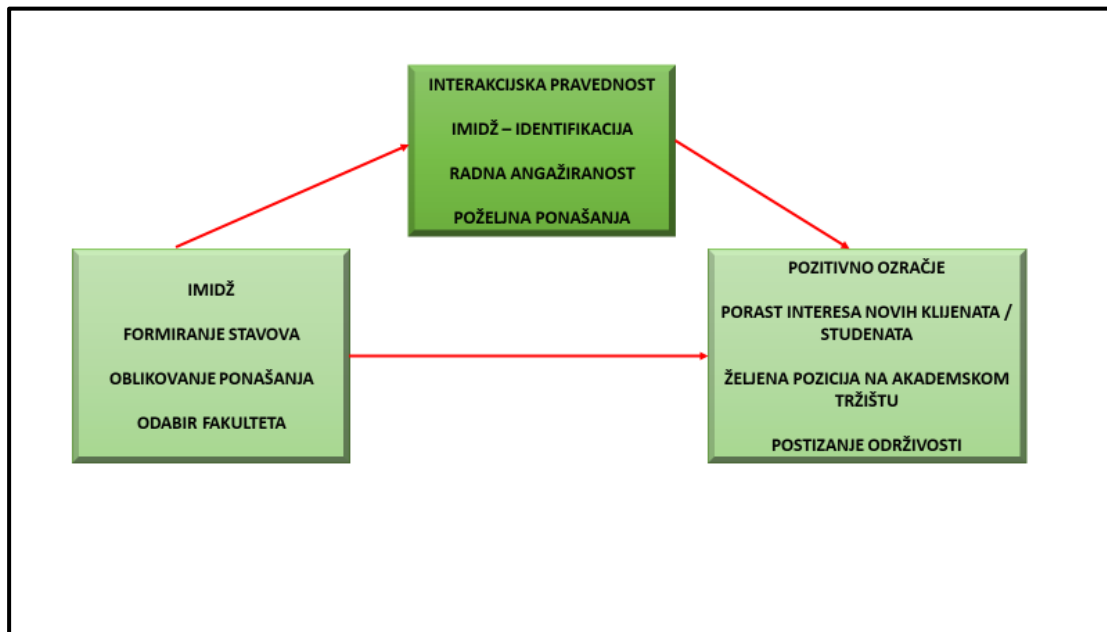 INTERAKCIJSKA PRAVEDNOST
IMIDŽ – IDENTIFIKACIJA
RADNA ANGAŽIRANOST
POŽELJNA PONAŠANJA
IMIDŽ
FORMIRANJE STAVOVA
OBLIKOVANJE PONAŠANJA
ODABIR FAKULTETA
POZITIVNO OZRAČJE
PORAST INTERESA NOVIH KLIJENATA /
STUDENATA
ŽELJENA POZICIJA NA AKADEMSKOM
TRŽIŠTU
POSTIZANJE ODRŽIVOSTI